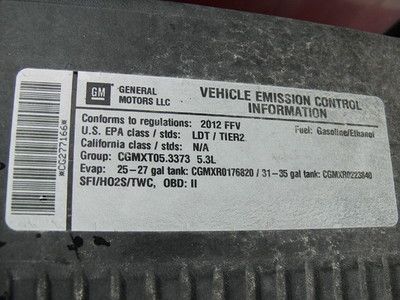 GM
GENERAL MOTORS LLC
VEHICLE EMISSION CONTROL INFORMATION
Conforms to regulations: 2012 FFV Fuel: Gasoline/Ethanol
U.S. EPA class / stds: LDT / TIER2
California class / stds: N/A
Group: CGMXT05.3373 5.3L
Evap: 25-27 gal tank: CGMXR0176820 / 31-35 gal tank: CGMXR0223840
SFI/HO2S/TWC, OBD: II
*CG277166*